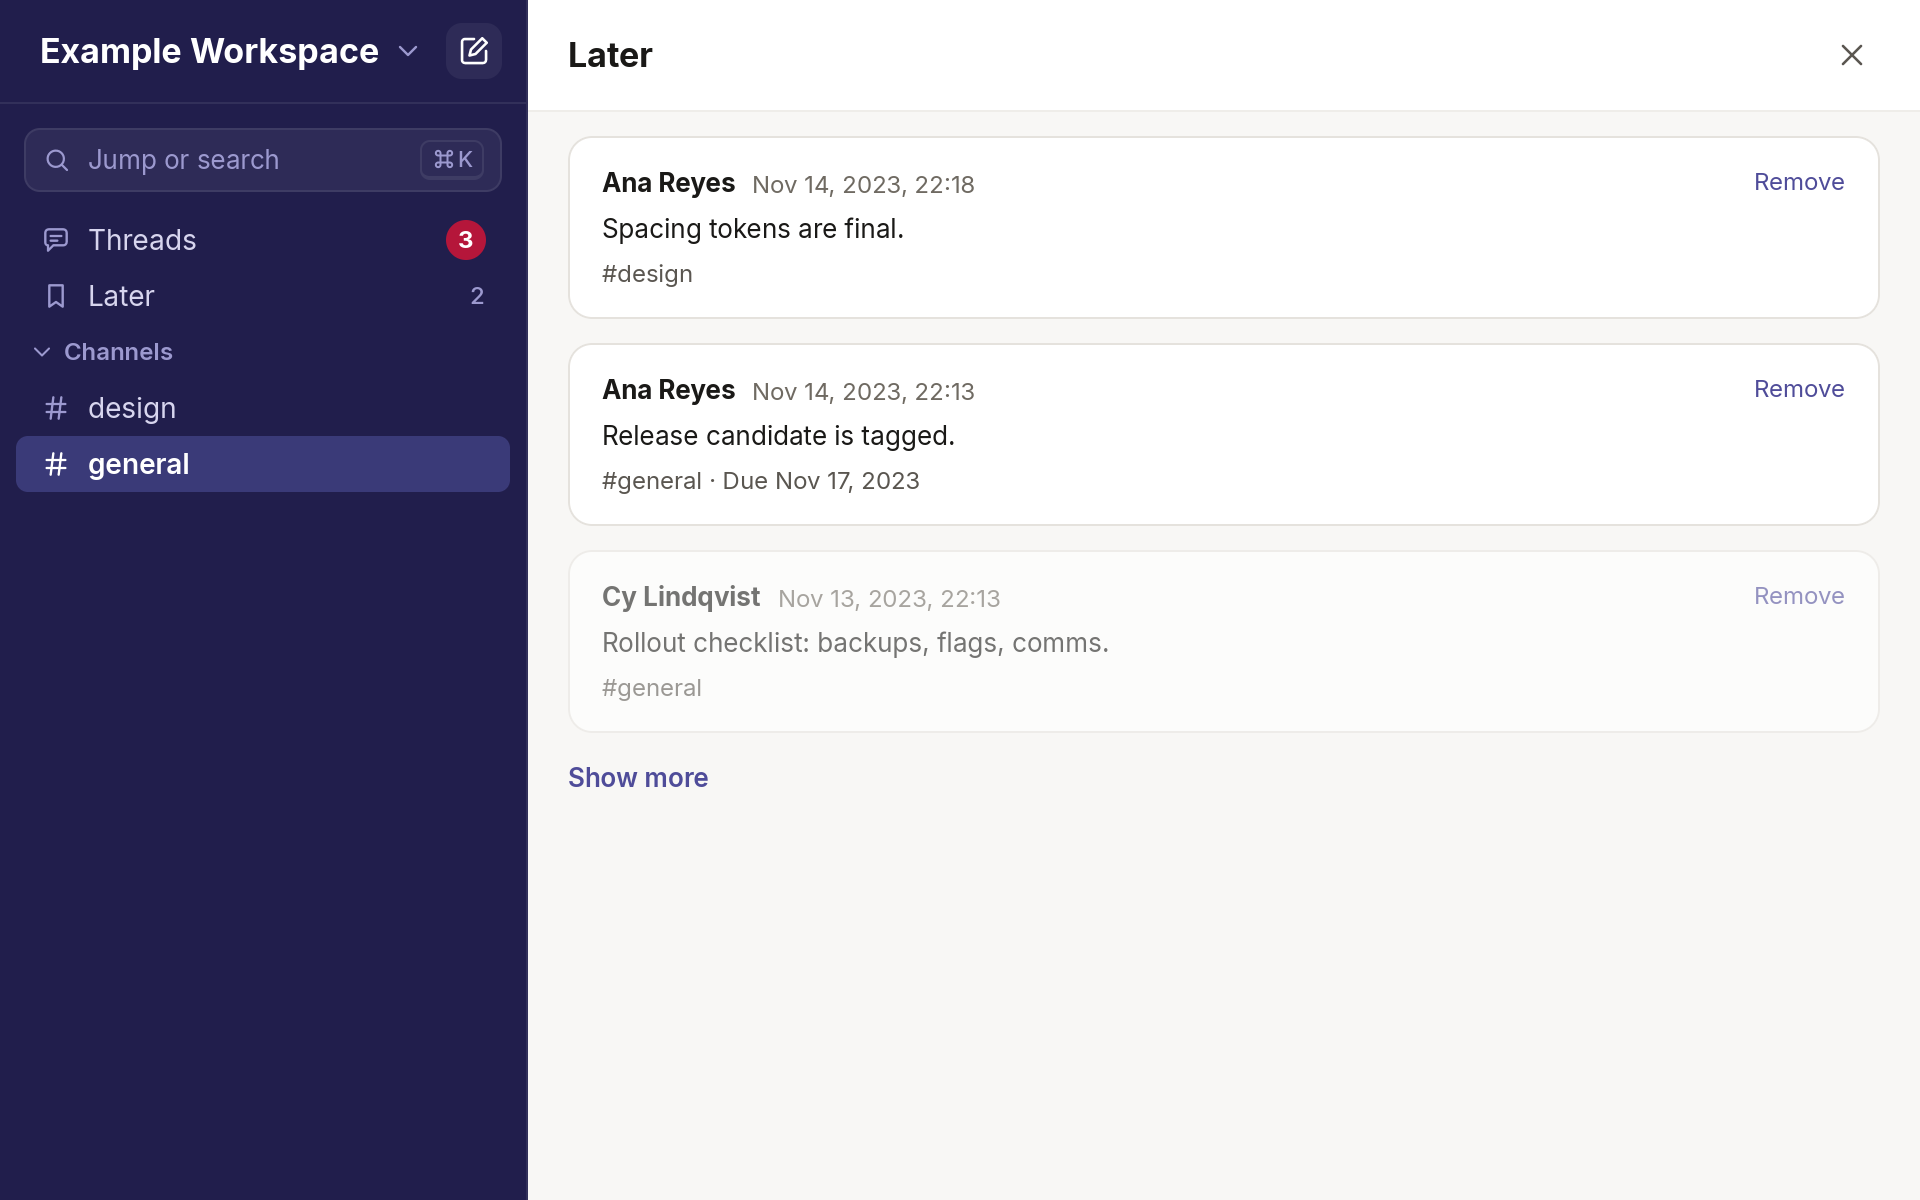 Example Workspace
Jump or search ⌘K
Threads 3
Later 2
Channels
# design
# general
Later
Ana Reyes Nov 14, 2023, 22:18 Remove
Spacing tokens are final.
#design
Ana Reyes Nov 14, 2023, 22:13 Remove
Release candidate is tagged.
#general · Due Nov 17, 2023
Cy Lindqvist Nov 13, 2023, 22:13 Remove
Rollout checklist: backups, flags, comms.
#general
Show more